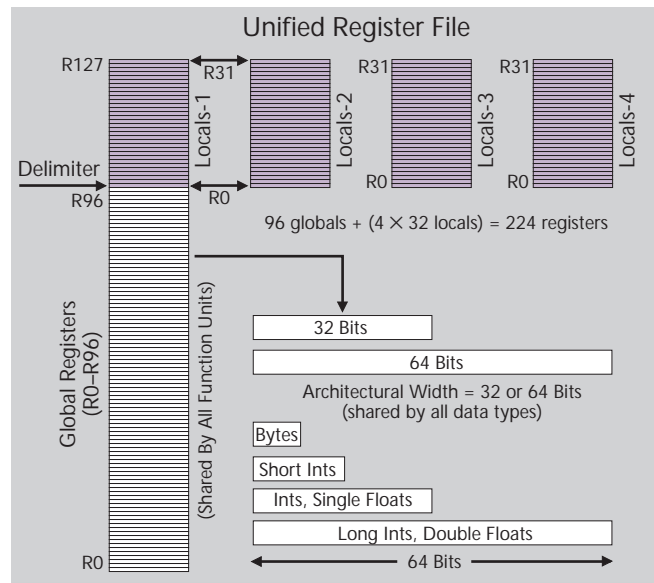 Unified Register File
R127
R31
R31
R31
Locals-1
Locals-2
Locals-3
Locals-4
Delimiter
R96
R0
R0
R0
96 globals + (4 × 32 locals) = 224 registers
Global Registers
(R0–R96)
(Shared By All Function Units)
32 Bits
64 Bits
Architectural Width = 32 or 64 Bits
(shared by all data types)
Bytes
Short Ints
Ints, Single Floats
Long Ints, Double Floats
R0
64 Bits